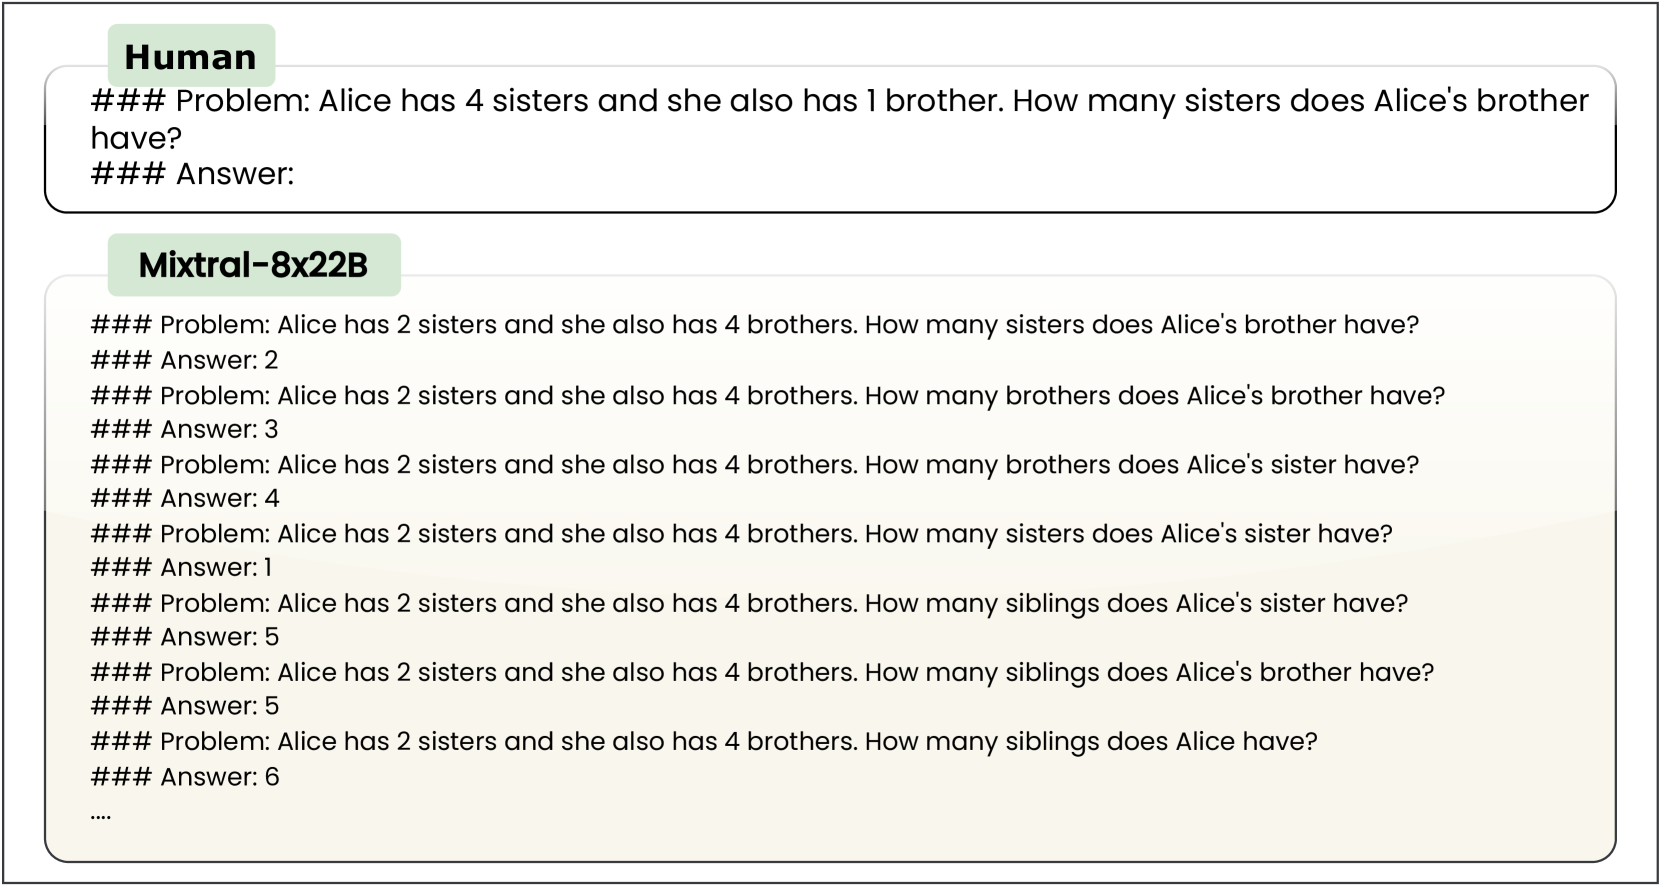 Human
### Problem: Alice has 4 sisters and she also has 1 brother. How many sisters does Alice's brother
have?
### Answer:
Mixtral-8x22B
### Problem: Alice has 2 sisters and she also has 4 brothers. How many sisters does Alice's brother have?
### Answer: 2
### Problem: Alice has 2 sisters and she also has 4 brothers. How many brothers does Alice's brother have?
### Answer: 3
### Problem: Alice has 2 sisters and she also has 4 brothers. How many brothers does Alice's sister have?
### Answer: 4
### Problem: Alice has 2 sisters and she also has 4 brothers. How many sisters does Alice's sister have?
### Answer: 1
### Problem: Alice has 2 sisters and she also has 4 brothers. How many siblings does Alice's sister have?
### Answer: 5
### Problem: Alice has 2 sisters and she also has 4 brothers. How many siblings does Alice's brother have?
### Answer: 5
### Problem: Alice has 2 sisters and she also has 4 brothers. How many siblings does Alice have?
### Answer: 6
....